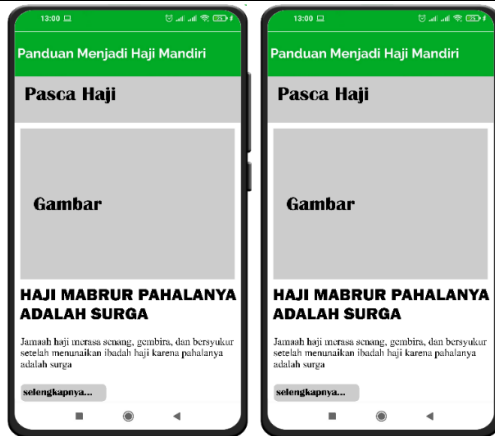 13:00
Panduan Menjadi Haji Mandiri
Pasca Haji
Gambar
HAJI MABRUR PAHALANYA
ADALAH SURGA
Jamaah haji merasa senang, gembira, dan bersyukur
setelah menunaikan ibadah haji karena pahalanya
adalah surga
selengkapnya...
13:00
Panduan Menjadi Haji Mandiri
Pasca Haji
Gambar
HAJI MABRUR PAHALANYA
ADALAH SURGA
Jamaah haji merasa senang, gembira, dan bersyukur
setelah menunaikan ibadah haji karena pahalanya
adalah surga
selengkapnya...